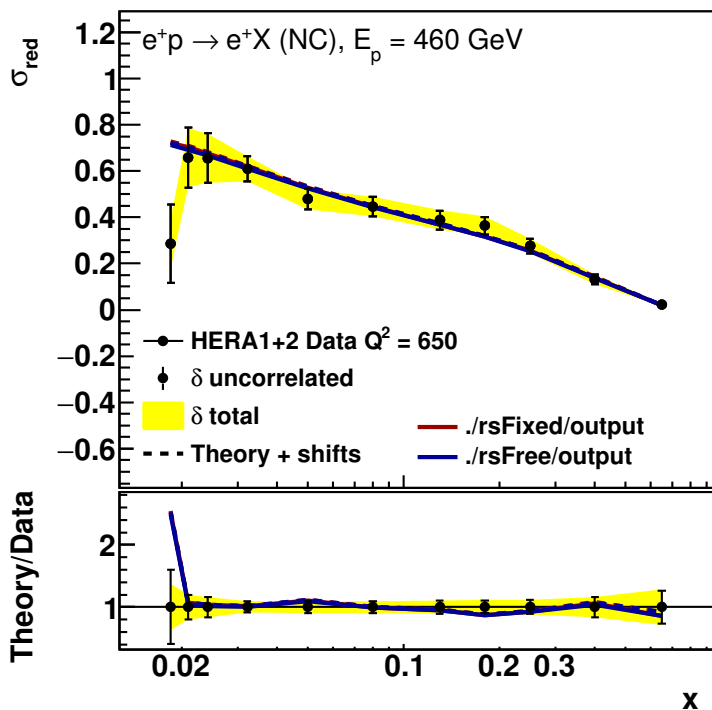 e⁺p → e⁺X (NC), E_p = 460 GeV
σ_red
1.2
1
0.8
0.6
0.4
0.2
0
−0.2
−0.4
−0.6
HERA1+2 Data Q² = 650
δ uncorrelated
δ total
Theory + shifts
./rsFixed/output
./rsFree/output
Theory/Data
2
1
0.02 0.1 0.2 0.3
x